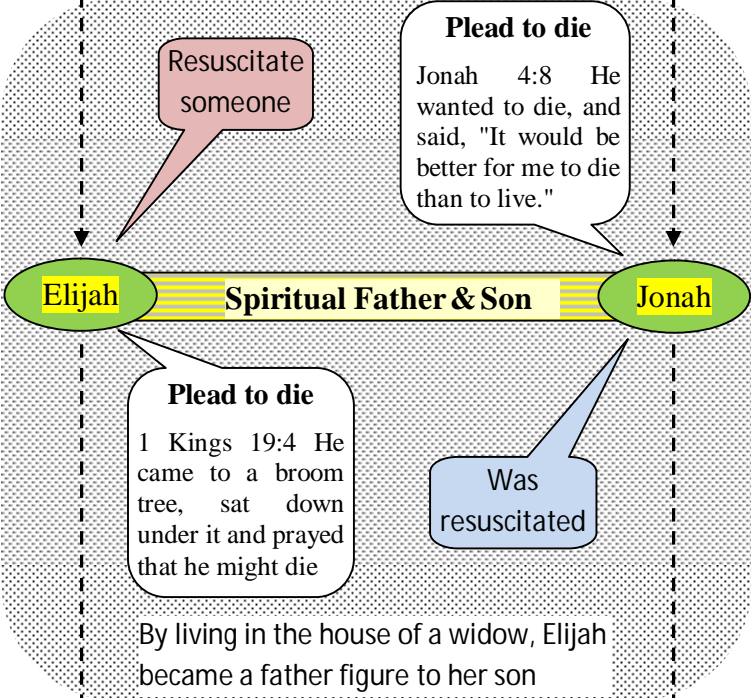 Resuscitate
someone
Plead to die
Jonah 4:8 He
wanted to die, and
said, "It would be
better for me to die
than to live."
Elijah
Spiritual Father & Son
Jonah
Plead to die
1 Kings 19:4 He
came to a broom
tree, sat down
under it and prayed
that he might die
Was
resuscitated
By living in the house of a widow, Elijah
became a father figure to her son